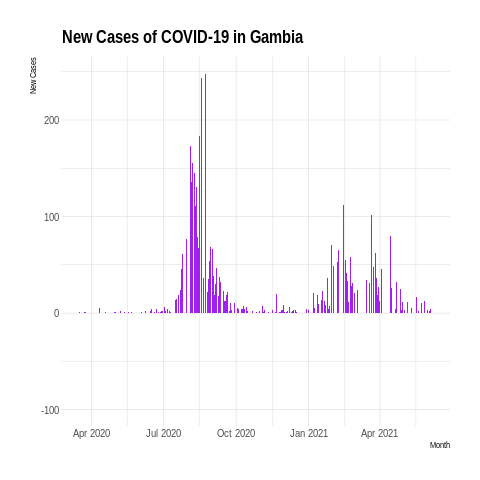 New Cases of COVID-19 in Gambia
New Cases
200
100
0
-100
Apr 2020 Jul 2020 Oct 2020 Jan 2021 Apr 2021
Month